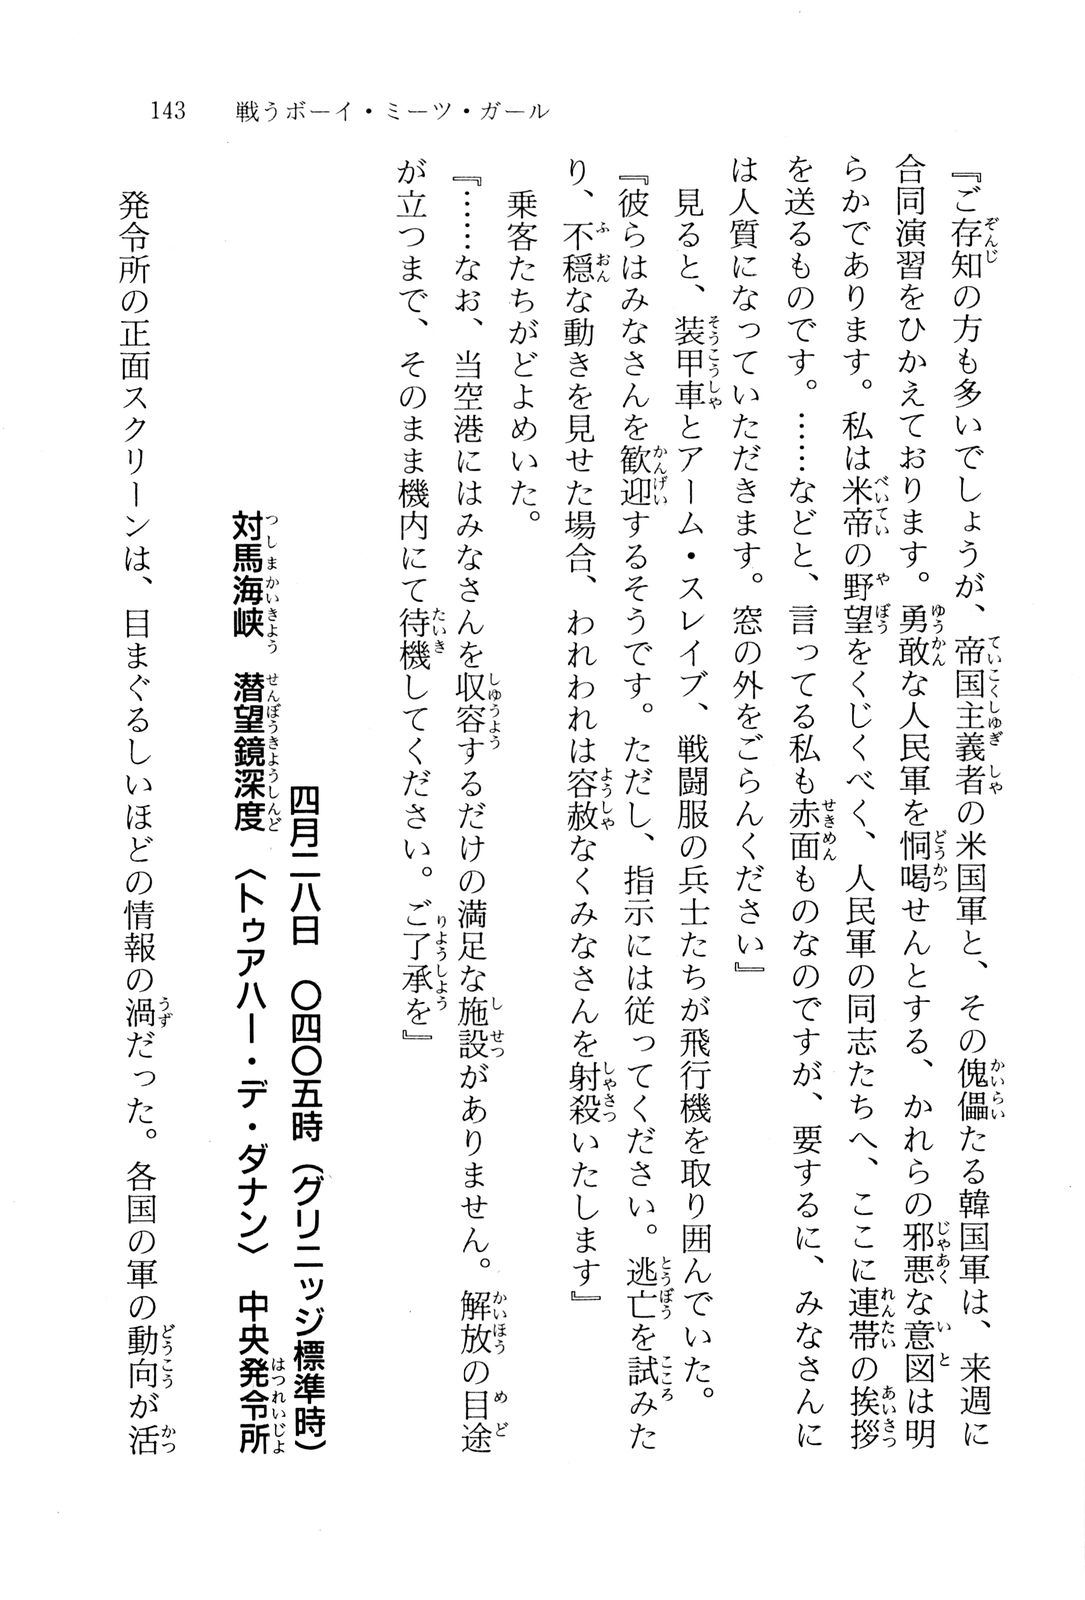 143　戦うボーイ・ミーツ・ガール
『ご存知の方も多いでしょうが、帝国主義者の米国軍と、その傀儡たる韓国軍は、来週に
合同演習をひかえております。勇敢な人民軍を恫喝せんとする、かれらの邪悪な意図は明
らかであります。私は米帝の野望をくじくべく、人民軍の同志たちへ、ここに連帯の挨拶
を送るものです。……などと、言ってる私も赤面ものなのですが、要するに、みなさんに
は人質になっていただきます。窓の外をごらんください』
　見ると、装甲車とアーム・スレイブ、戦闘服の兵士たちが飛行機を取り囲んでいた。
『彼らはみなさんを歓迎するそうです。ただし、指示には従ってください。逃亡を試みた
り、不穏な動きを見せた場合、われわれは容赦なくみなさんを射殺いたします』
　乗客たちがどよめいた。
『……なお、当空港にはみなさんを収容するだけの満足な施設がありません。解放の目途
が立つまで、そのまま機内にて待機してください。ご了承を』
四月二八日　〇四〇五時（グリニッジ標準時）
対馬海峡　潜望鏡深度　〈トゥアハー・デ・ダナン〉　中央発令所
　発令所の正面スクリーンは、目まぐるしいほどの情報の渦だった。各国の軍の動向が活